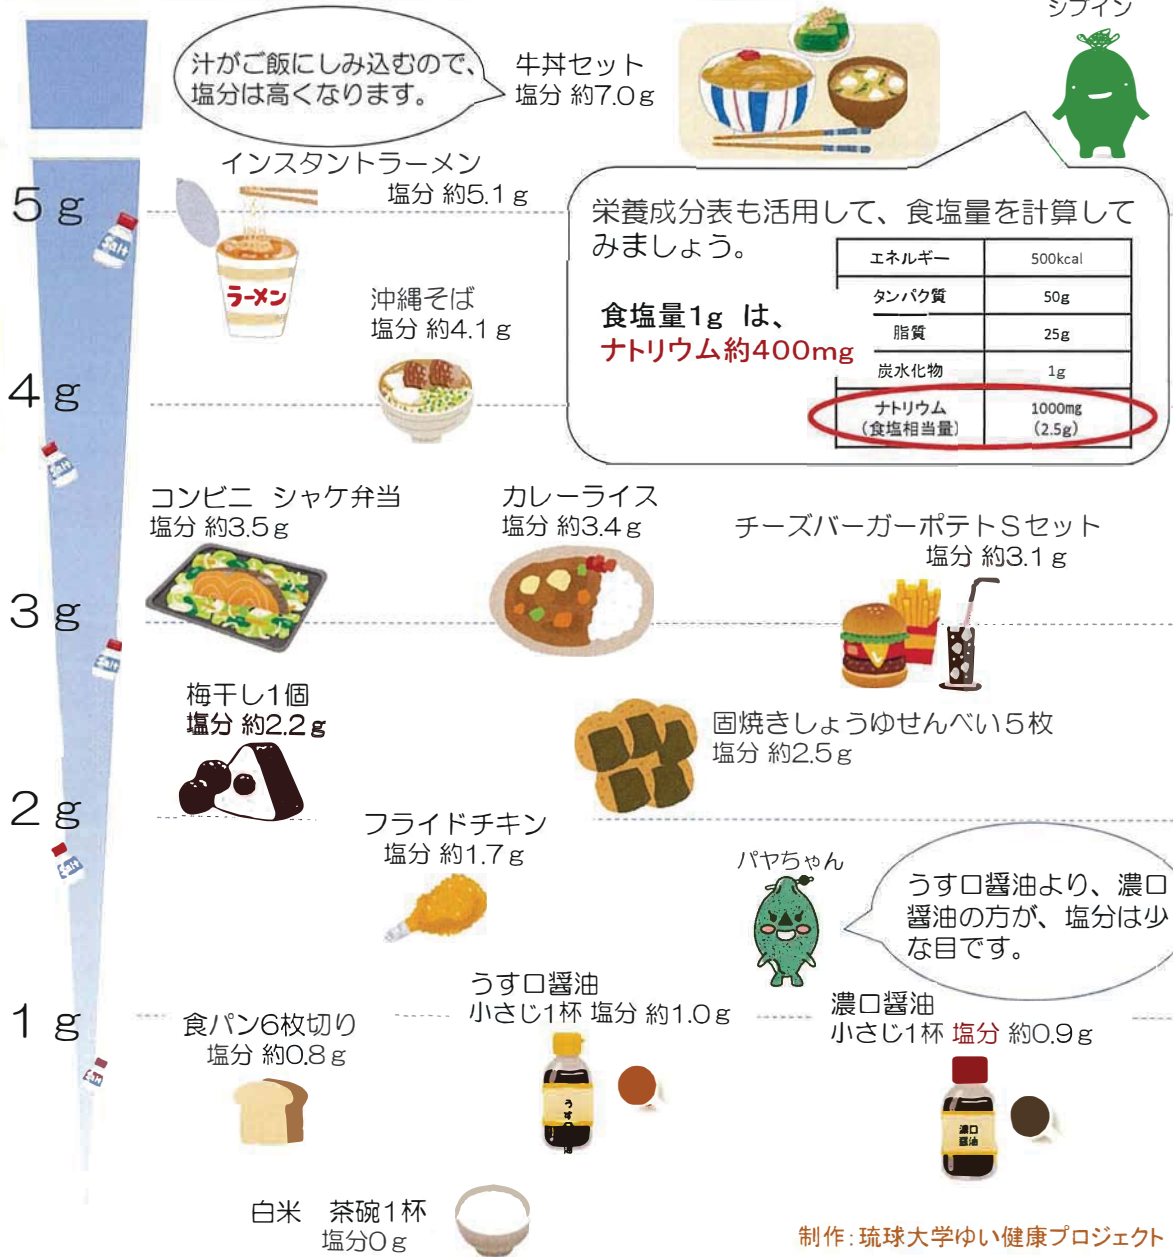 シブイン
汁がご飯にしみ込むので、
塩分は高くなります。
牛丼セット
塩分 約7.0g
インスタントラーメン
塩分 約5.1g
5g
Salt
ラーメン
栄養成分表も活用して、食塩量を計算して
みましょう。
食塩量1g は、
ナトリウム約400mg
エネルギー 500kcal
タンパク質 50g
脂質 25g
炭水化物 1g
ナトリウム 1000mg
(食塩相当量) (2.5g)
沖縄そば
塩分 約4.1g
4g
Salt
コンビニ シャケ弁当
塩分 約3.5g
カレーライス
塩分 約3.4g
チーズバーガーポテトSセット
塩分 約3.1g
3g
Salt
梅干し1個
塩分 約2.2g
固焼きしょうゆせんべい5枚
塩分 約2.5g
2g
Salt
フライドチキン
塩分 約1.7g
パヤちゃん
うす口醤油より、濃口
醤油の方が、塩分は少
な目です。
1g
Salt
食パン6枚切り
塩分 約0.8g
うす口醤油
小さじ1杯 塩分 約1.0g
濃口醤油
小さじ1杯 塩分 約0.9g
濃口
醤油
白米 茶碗1杯
塩分0g
制作:琉球大学ゆい健康プロジェクト